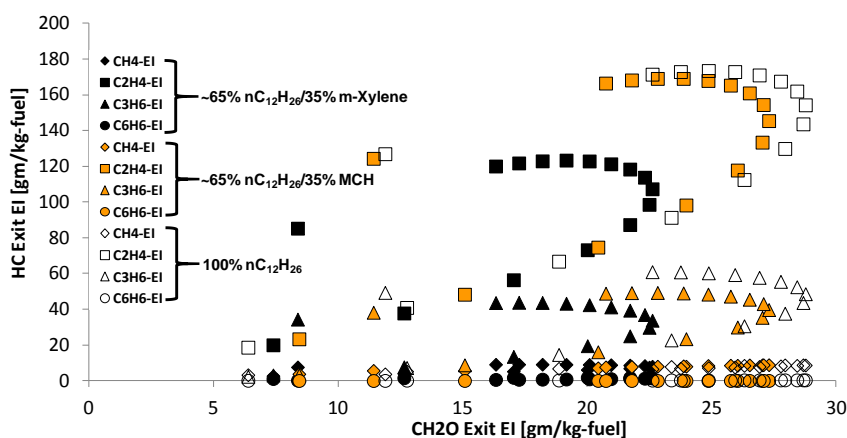 HC Exit EI [gm/kg-fuel]
200
180
160
140
120
100
80
60
40
20
0
CH4-EI
C2H4-EI
C3H6-EI
C6H6-EI
~65% nC₁₂H₂₆/35% m-Xylene
CH4-EI
C2H4-EI
C3H6-EI
C6H6-EI
~65% nC₁₂H₂₆/35% MCH
CH4-EI
C2H4-EI
C3H6-EI
C6H6-EI
100% nC₁₂H₂₆
0 5 10 15 20 25 30
CH2O Exit EI [gm/kg-fuel]